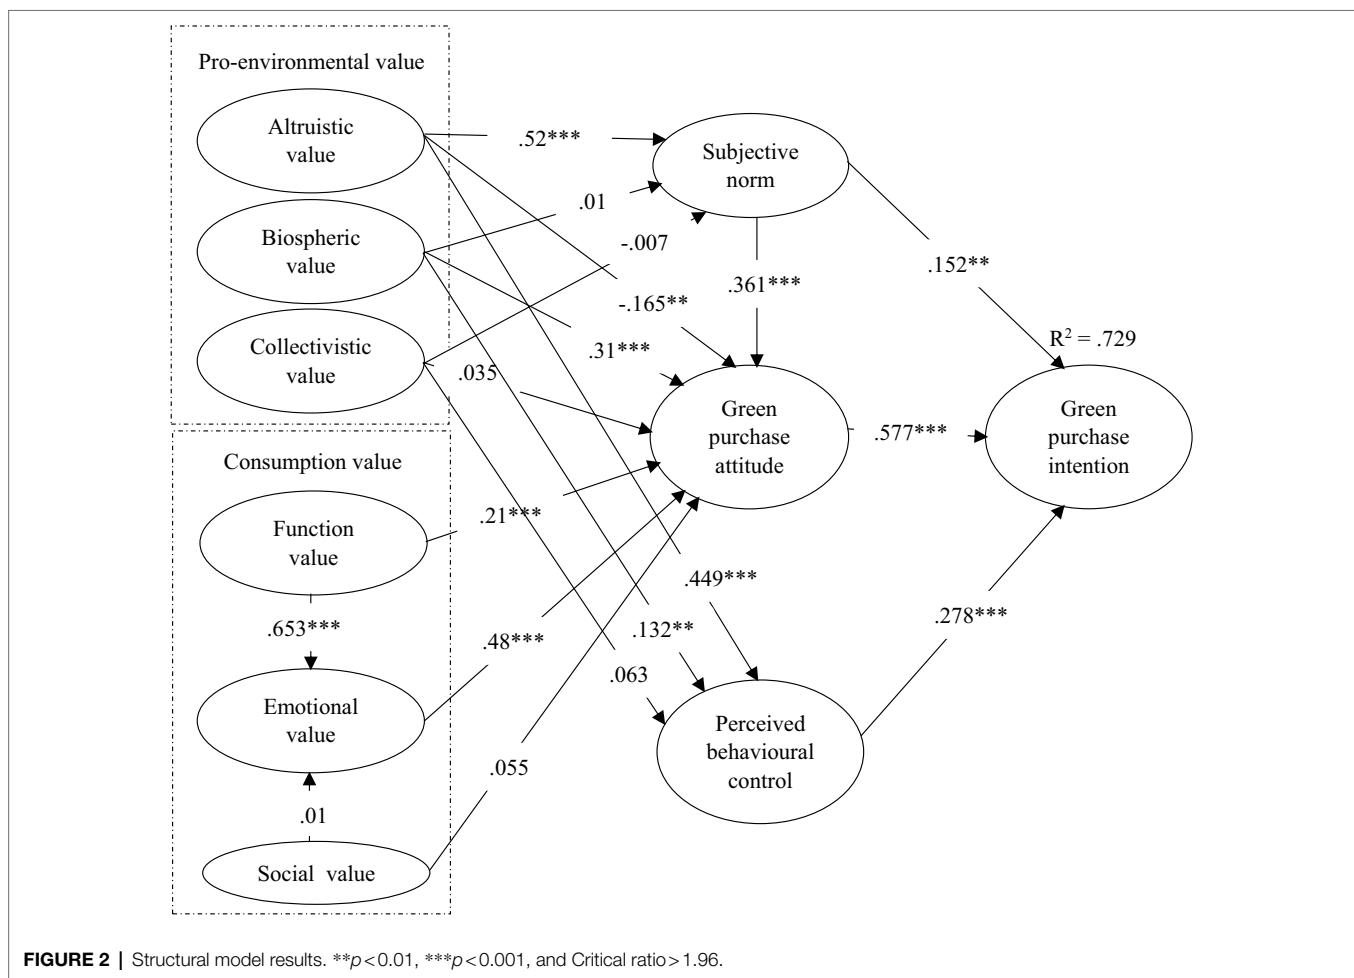 Pro-environmental value
Altruistic
value
Biospheric
value
Collectivistic
value
Consumption value
Function
value
.653***
Emotional
value
.01
Social value
.52***
.01
-.007
-.165**
.31***
.035
.21***
.48***
.055
.449***
.132**
.063
Subjective
norm
.361***
Green
purchase
attitude
Perceived
behavioural
control
.152**
.577***
.278***
R² = .729
Green
purchase
intention
FIGURE 2 | Structural model results. **p<0.01, ***p<0.001, and Critical ratio>1.96.